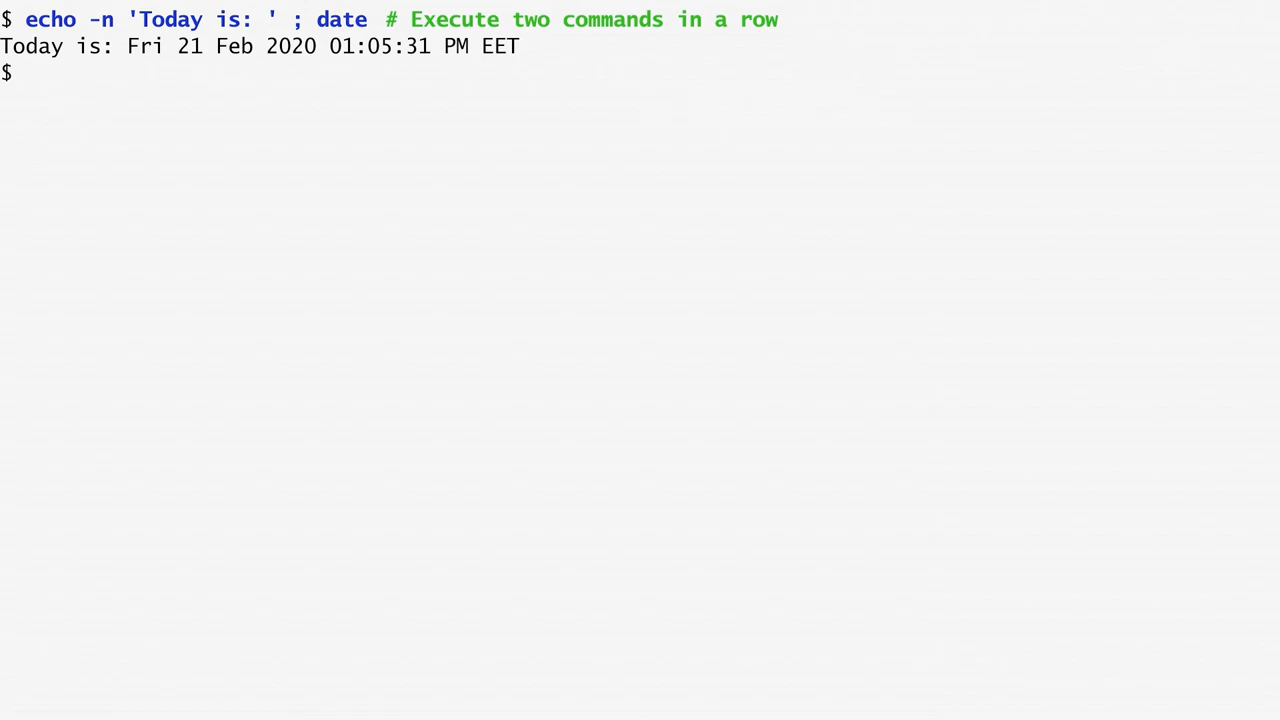 $ echo -n 'Today is: ' ; date # Execute two commands in a row
Today is: Fri 21 Feb 2020 01:05:31 PM EET
$